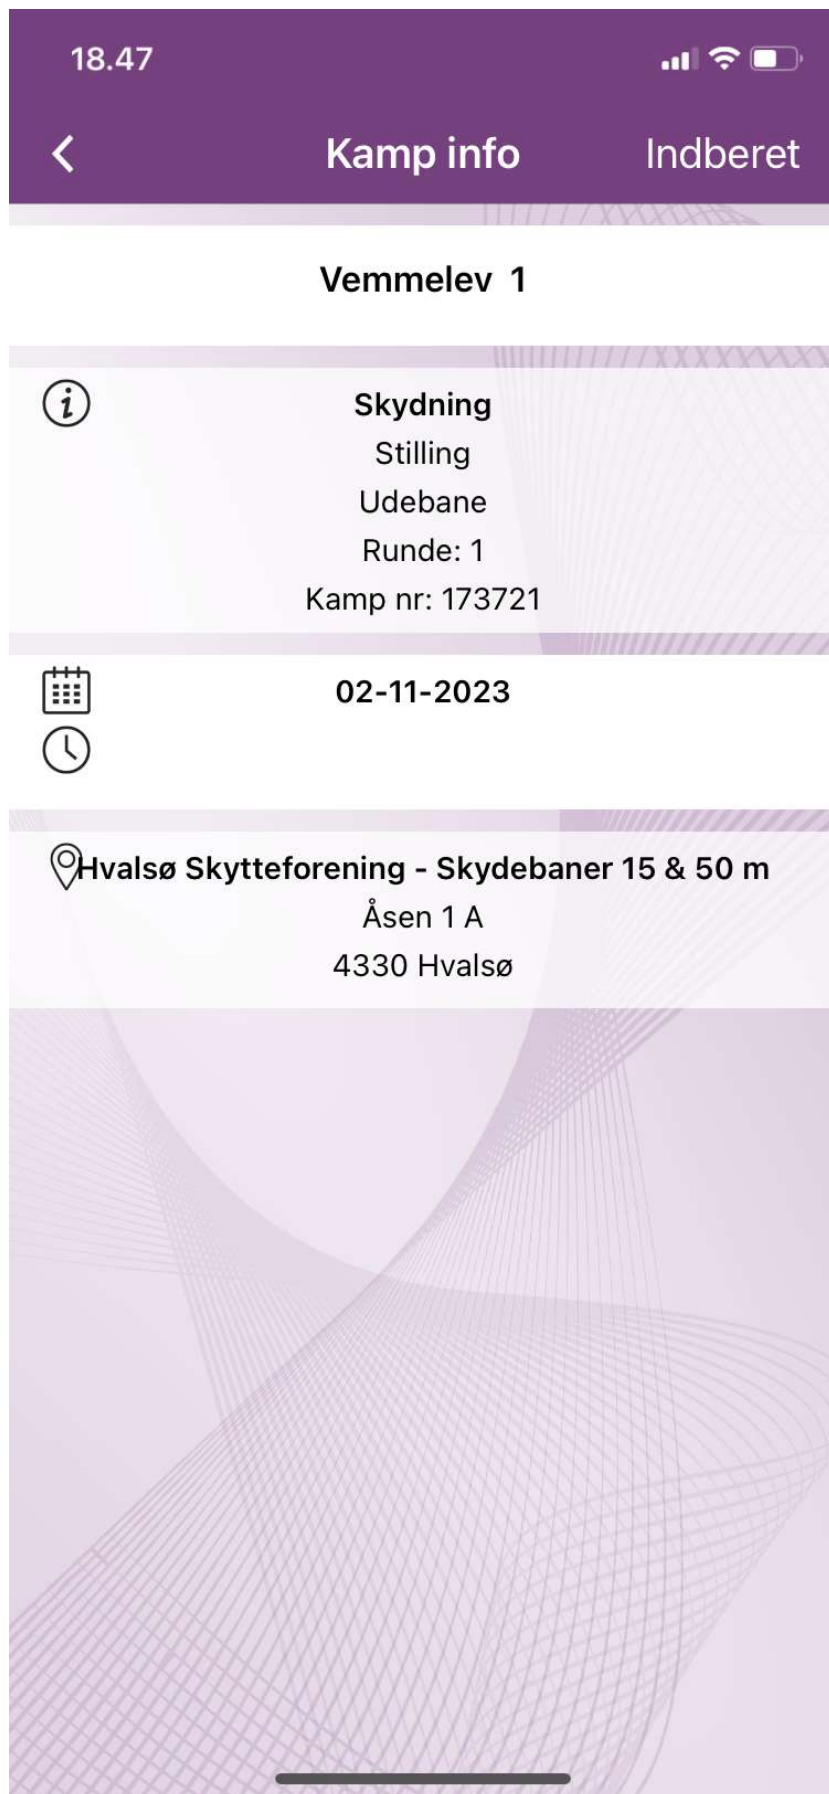 18.47
Kamp info
Indberet
Vemmelev 1
Skydning
Stilling
Udebane
Runde: 1
Kamp nr: 173721
02-11-2023
Hvalsø Skytteforening - Skydebaner 15 & 50 m
Åsen 1 A
4330 Hvalsø